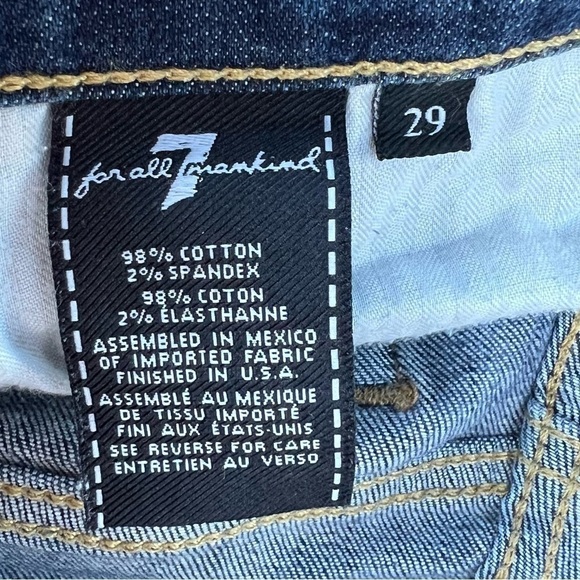 for all 7 mankind
29
98% COTTON
2% SPANDEX
98% COTON
2% ÉLASTHANNE
ASSEMBLED IN MEXICO
OF IMPORTED FABRIC
FINISHED IN U.S.A.
ASSEMBLÉ AU MEXIQUE
DE TISSU IMPORTÉ
FINI AUX ÉTATS-UNIS
SEE REVERSE FOR CARE
ENTRETIEN AU VERSO